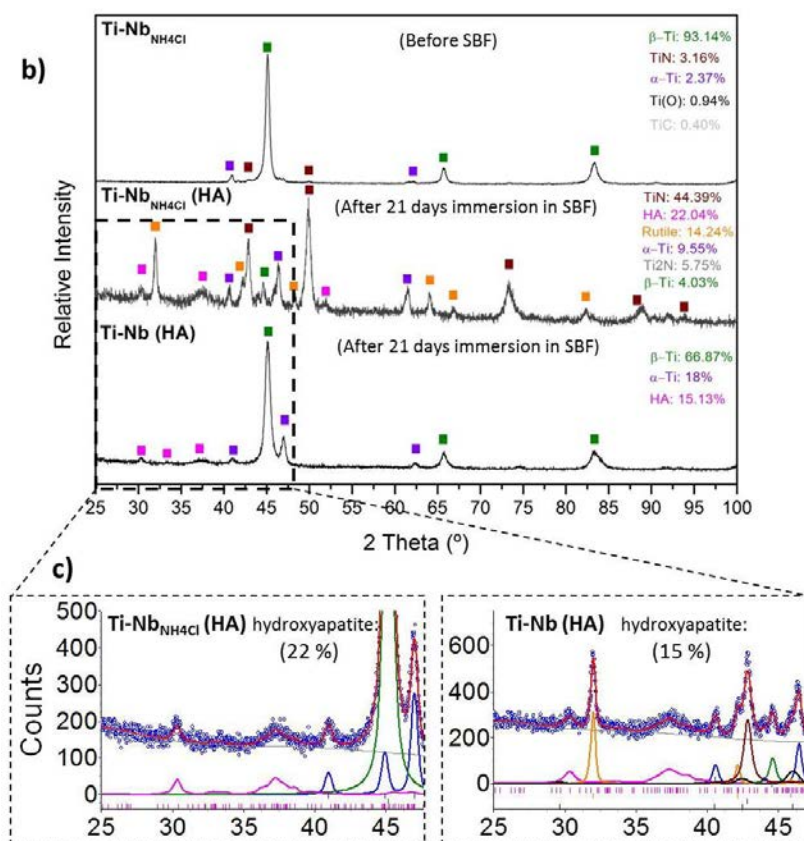 b)
Ti-NbNH4Cl
(Before SBF)
β–Ti: 93.14%
TiN: 3.16%
α–Ti: 2.37%
Ti(O): 0.94%
TiC: 0.40%
Ti-NbNH4Cl (HA)
(After 21 days immersion in SBF)
TiN: 44.39%
HA: 22.04%
Rutile: 14.24%
α-Ti: 9.55%
Ti2N: 5.75%
β-Ti: 4.03%
Ti-Nb (HA)
(After 21 days immersion in SBF)
β-Ti: 66.87%
α-Ti: 18%
HA: 15.13%
Relative Intensity
25 30 35 40 45 50 55 60 65 70 75 80 85 90 95 100
2 Theta (º)
c)
Ti-NbNH4Cl (HA) hydroxyapatite:
(22 %)
Counts
500
400
300
200
100
0
25 30 35 40 45
Ti-Nb (HA) hydroxyapatite:
(15 %)
600
400
200
0
25 30 35 40 45